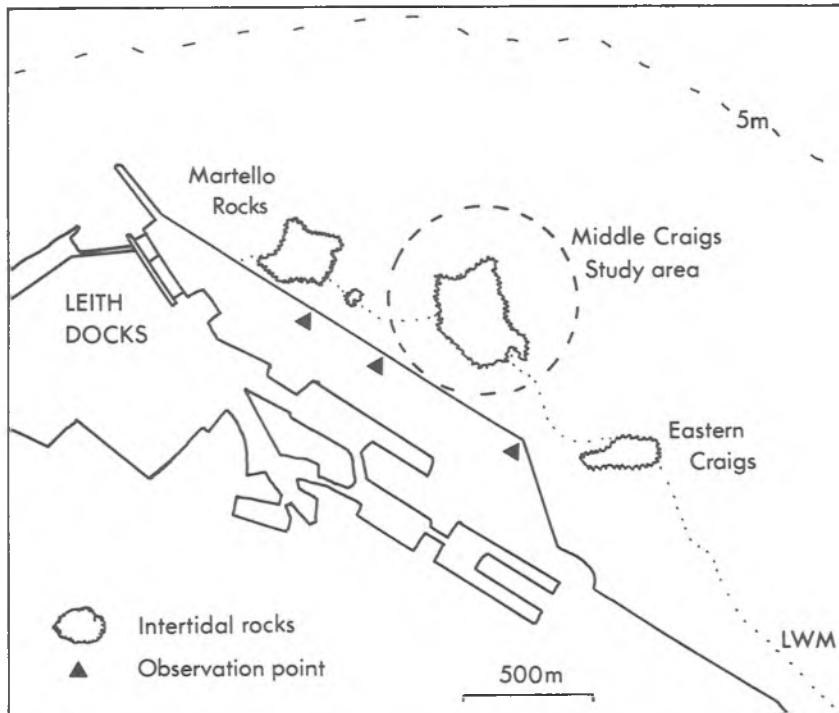 5m
Martello
Rocks
Middle Craigs
Study area
LEITH
DOCKS
Eastern
Craigs
Intertidal rocks
LWM
Observation point
500m